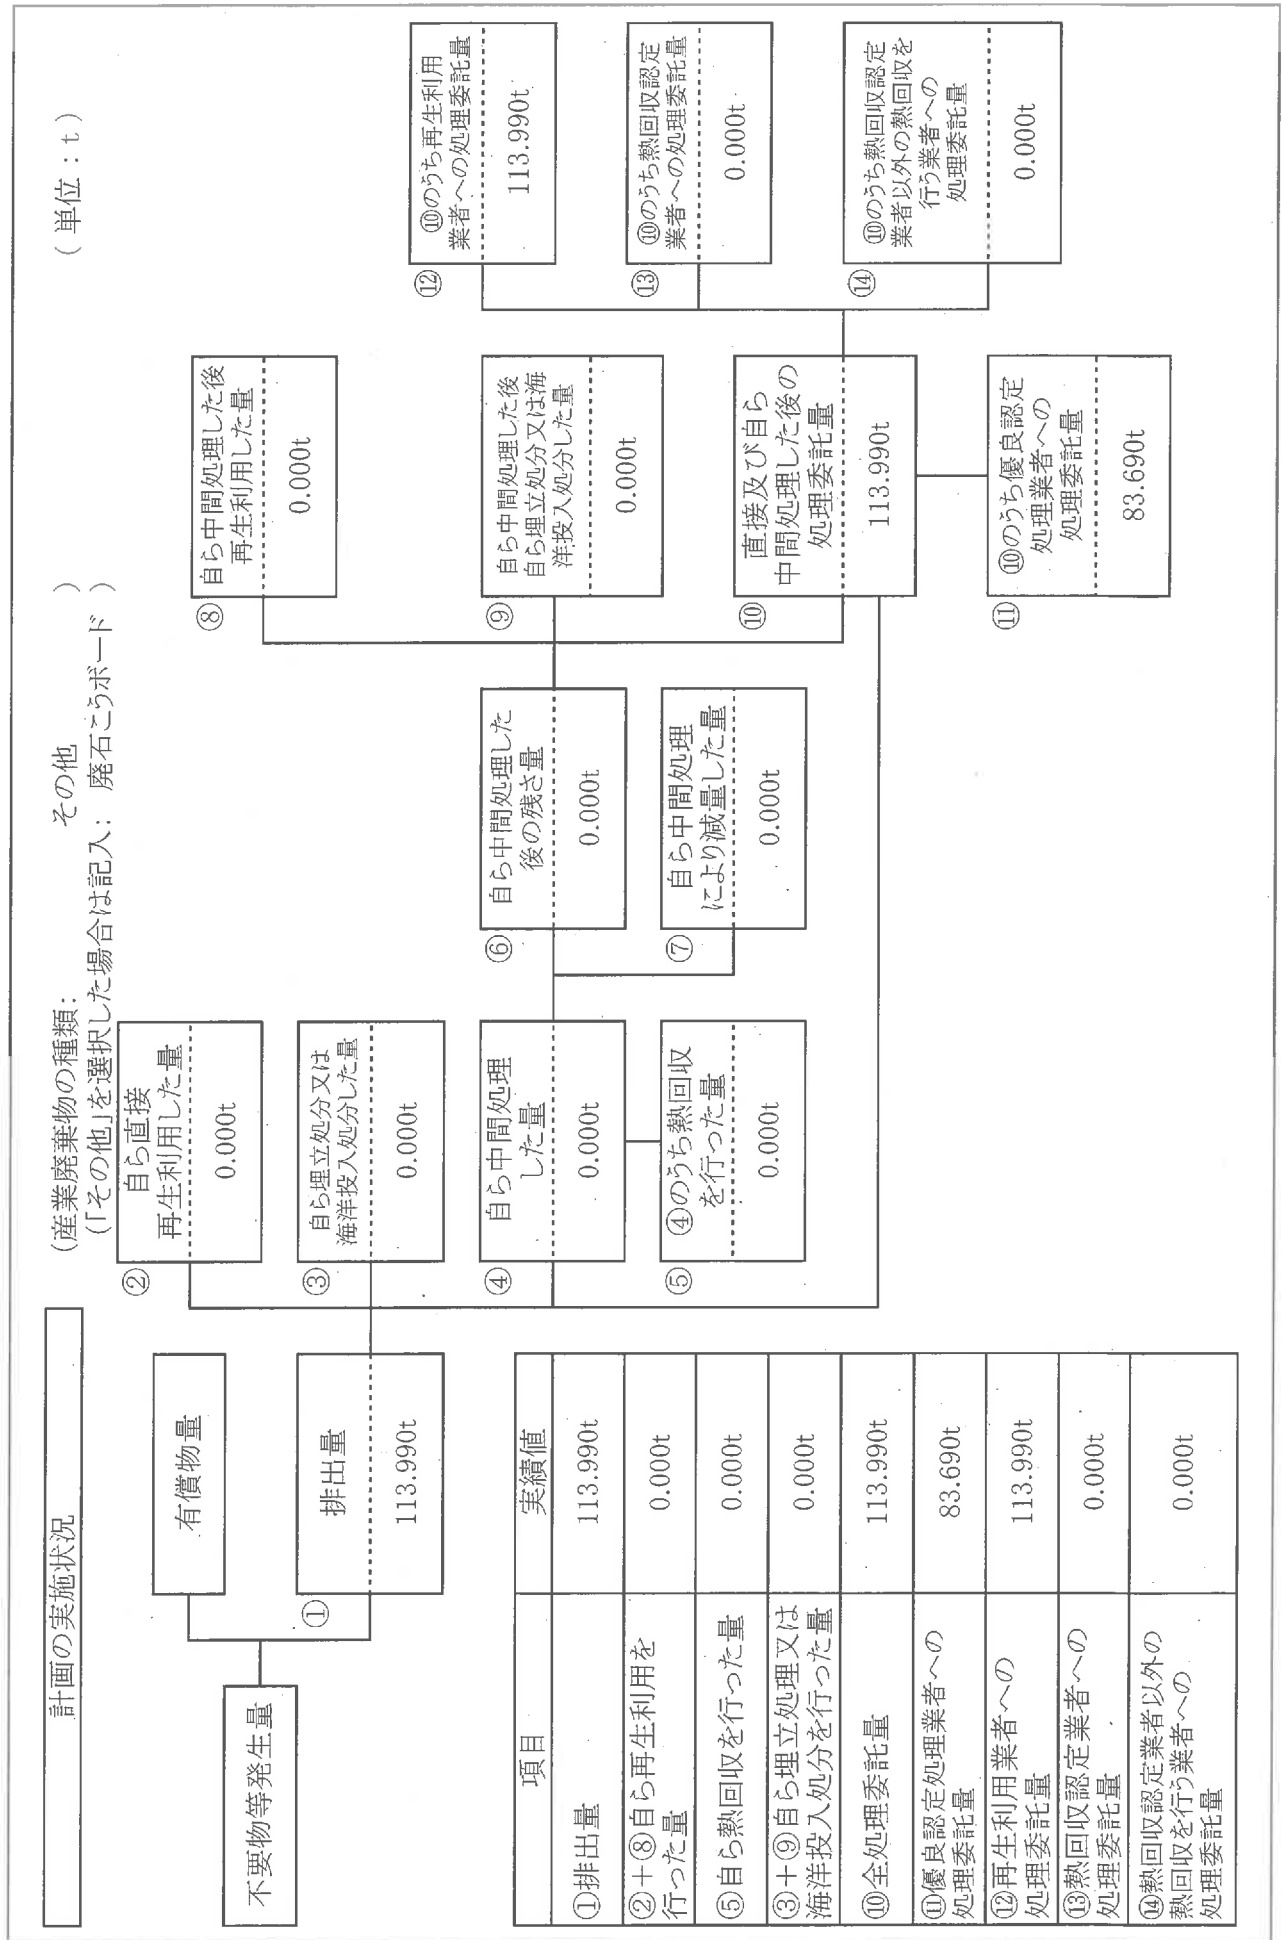 計画の実施状況
(産業廃棄物の種類: その他 )
(「その他」を選択した場合は記入: 廃石こうボード )
(単位:t)
不要物等発生量
有償物量
①
排出量
113.990t
②
自ら直接
再生利用した量
0.000t
③
自ら埋立処分又は
海洋投入処分した量
0.000t
④
自ら中間処理
した量
0.000t
⑤
④のうち熱回収
を行った量
0.000t
⑥
自ら中間処理した
後の残さ量
0.000t
⑦
自ら中間処理
により減量した量
0.000t
⑧
自ら中間処理した後
再生利用した量
0.000t
⑨
自ら中間処理した後
自ら埋立処分又は海
洋投入処分した量
0.000t
⑩
直接及び自ら
中間処理した後の
処理委託量
113.990t
⑪
⑩のうち優良認定
処理業者への
処理委託量
83.690t
⑫
⑩のうち再生利用
業者への処理委託量
113.990t
⑬
⑩のうち熱回収認定
業者への処理委託量
0.000t
⑭
⑩のうち熱回収認定
業者以外の熱回収を
行う業者への
処理委託量
0.000t
項目 実績値
①排出量 113.990t
②+⑧自ら再生利用を
行った量 0.000t
⑤自ら熱回収を行った量 0.000t
③+⑨自ら埋立処理又は
海洋投入処分を行った量 0.000t
⑩全処理委託量 113.990t
⑪優良認定処理業者への
処理委託量 83.690t
⑫再生利用業者への
処理委託量 113.990t
⑬熱回収認定業者への
処理委託量 0.000t
⑭熱回収認定業者以外の
熱回収を行う業者への
処理委託量 0.000t